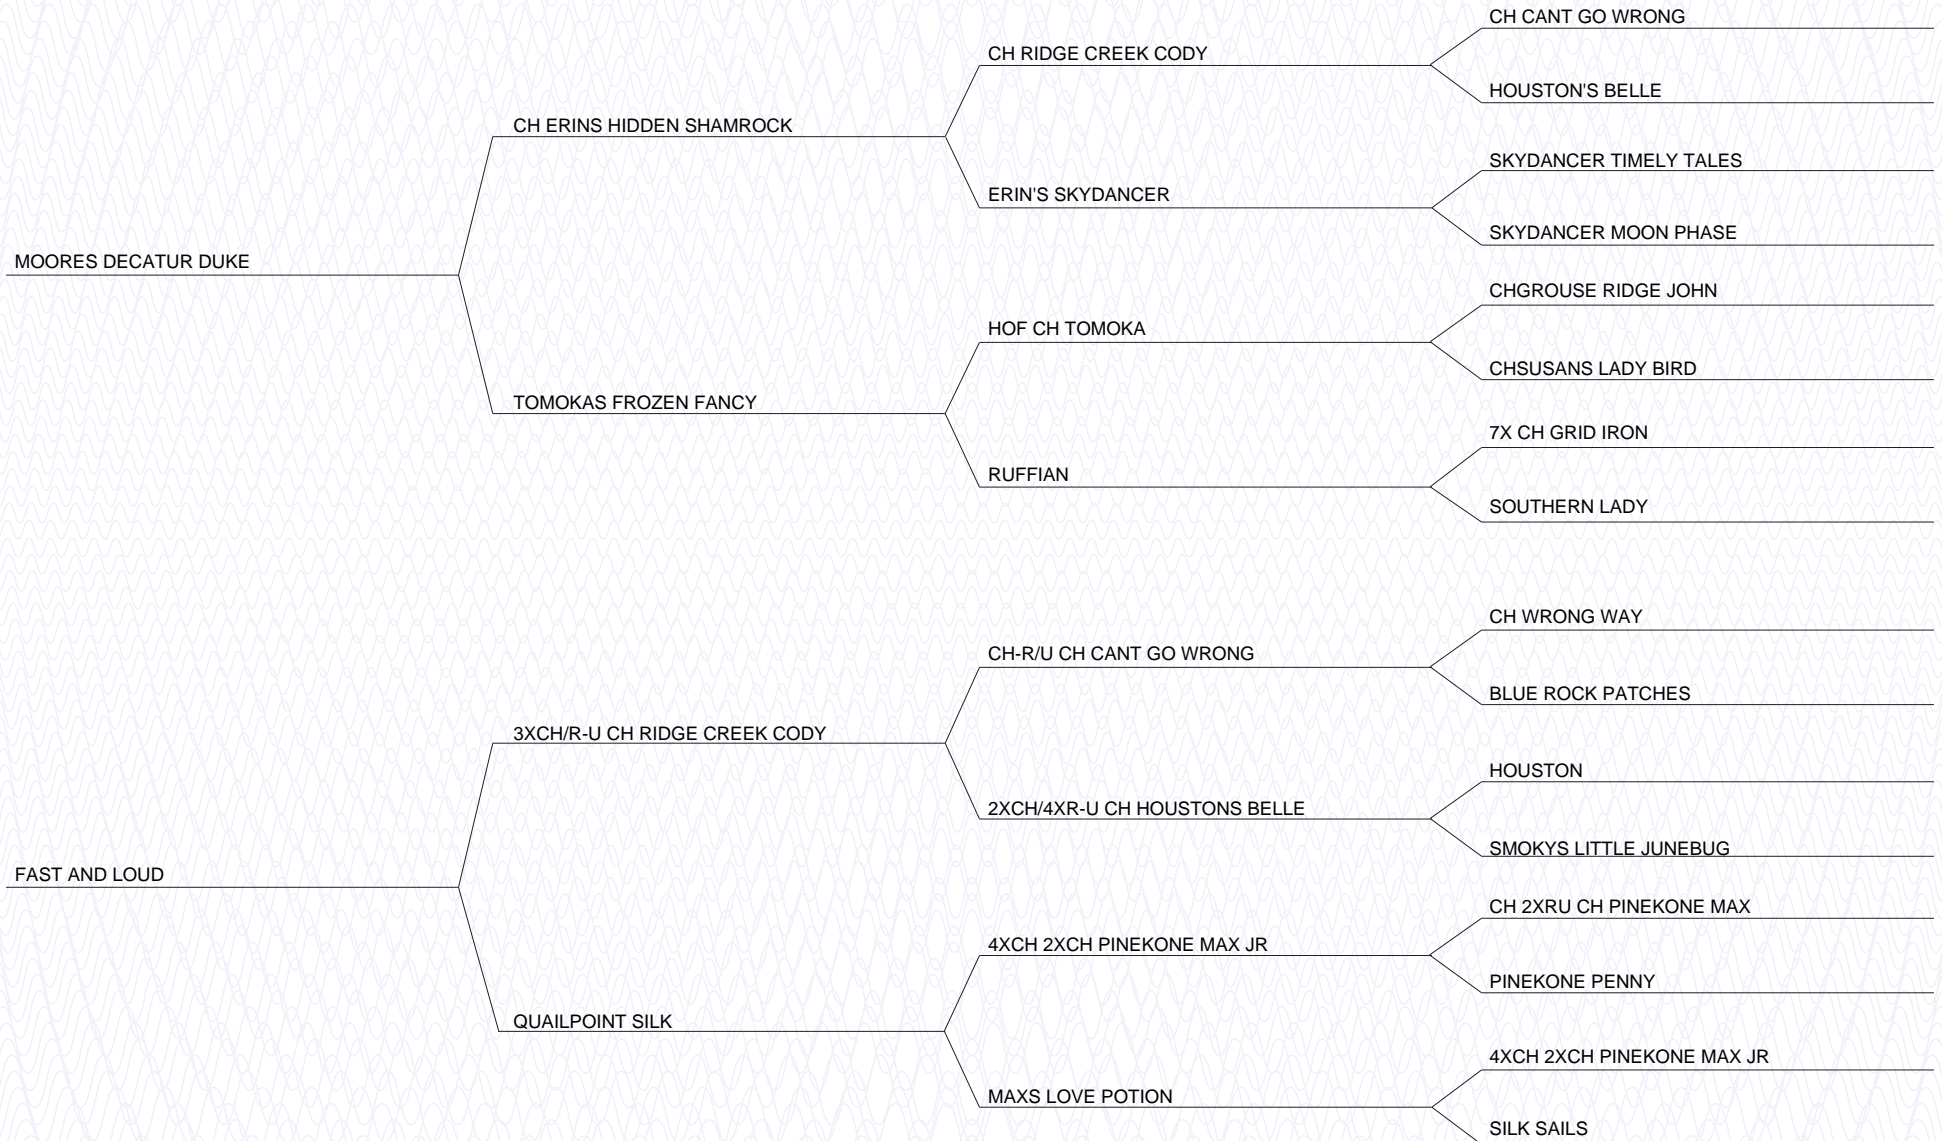 CH CANT GO WRONG
CH RIDGE CREEK CODY
HOUSTON'S BELLE
CH ERINS HIDDEN SHAMROCK
SKYDANCER TIMELY TALES
ERIN'S SKYDANCER
SKYDANCER MOON PHASE
MOORES DECATUR DUKE
CHGROUSE RIDGE JOHN
HOF CH TOMOKA
CHSUSANS LADY BIRD
TOMOKAS FROZEN FANCY
7X CH GRID IRON
RUFFIAN
SOUTHERN LADY
CH WRONG WAY
CH-R/U CH CANT GO WRONG
BLUE ROCK PATCHES
3XCH/R-U CH RIDGE CREEK CODY
HOUSTON
2XCH/4XR-U CH HOUSTONS BELLE
SMOKYS LITTLE JUNEBUG
FAST AND LOUD
CH 2XRU CH PINEKONE MAX
4XCH 2XCH PINEKONE MAX JR
PINEKONE PENNY
QUAILPOINT SILK
4XCH 2XCH PINEKONE MAX JR
MAXS LOVE POTION
SILK SAILS